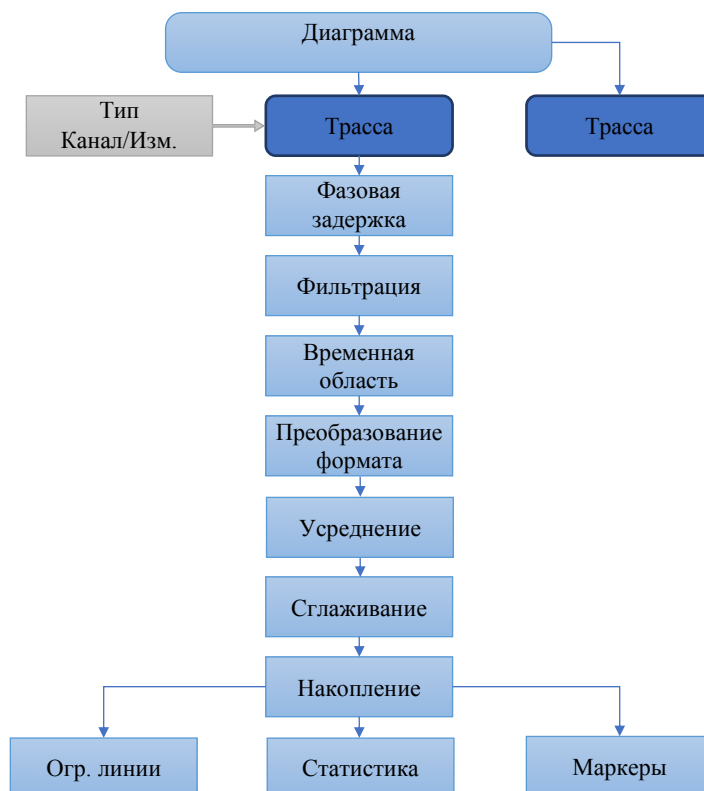 Диаграмма
Тип
Канал/Изм.
Трасса
Трасса
Фазовая
задержка
Фильтрация
Временная
область
Преобразование
формата
Усреднение
Сглаживание
Накопление
Огр. линии
Статистика
Маркеры